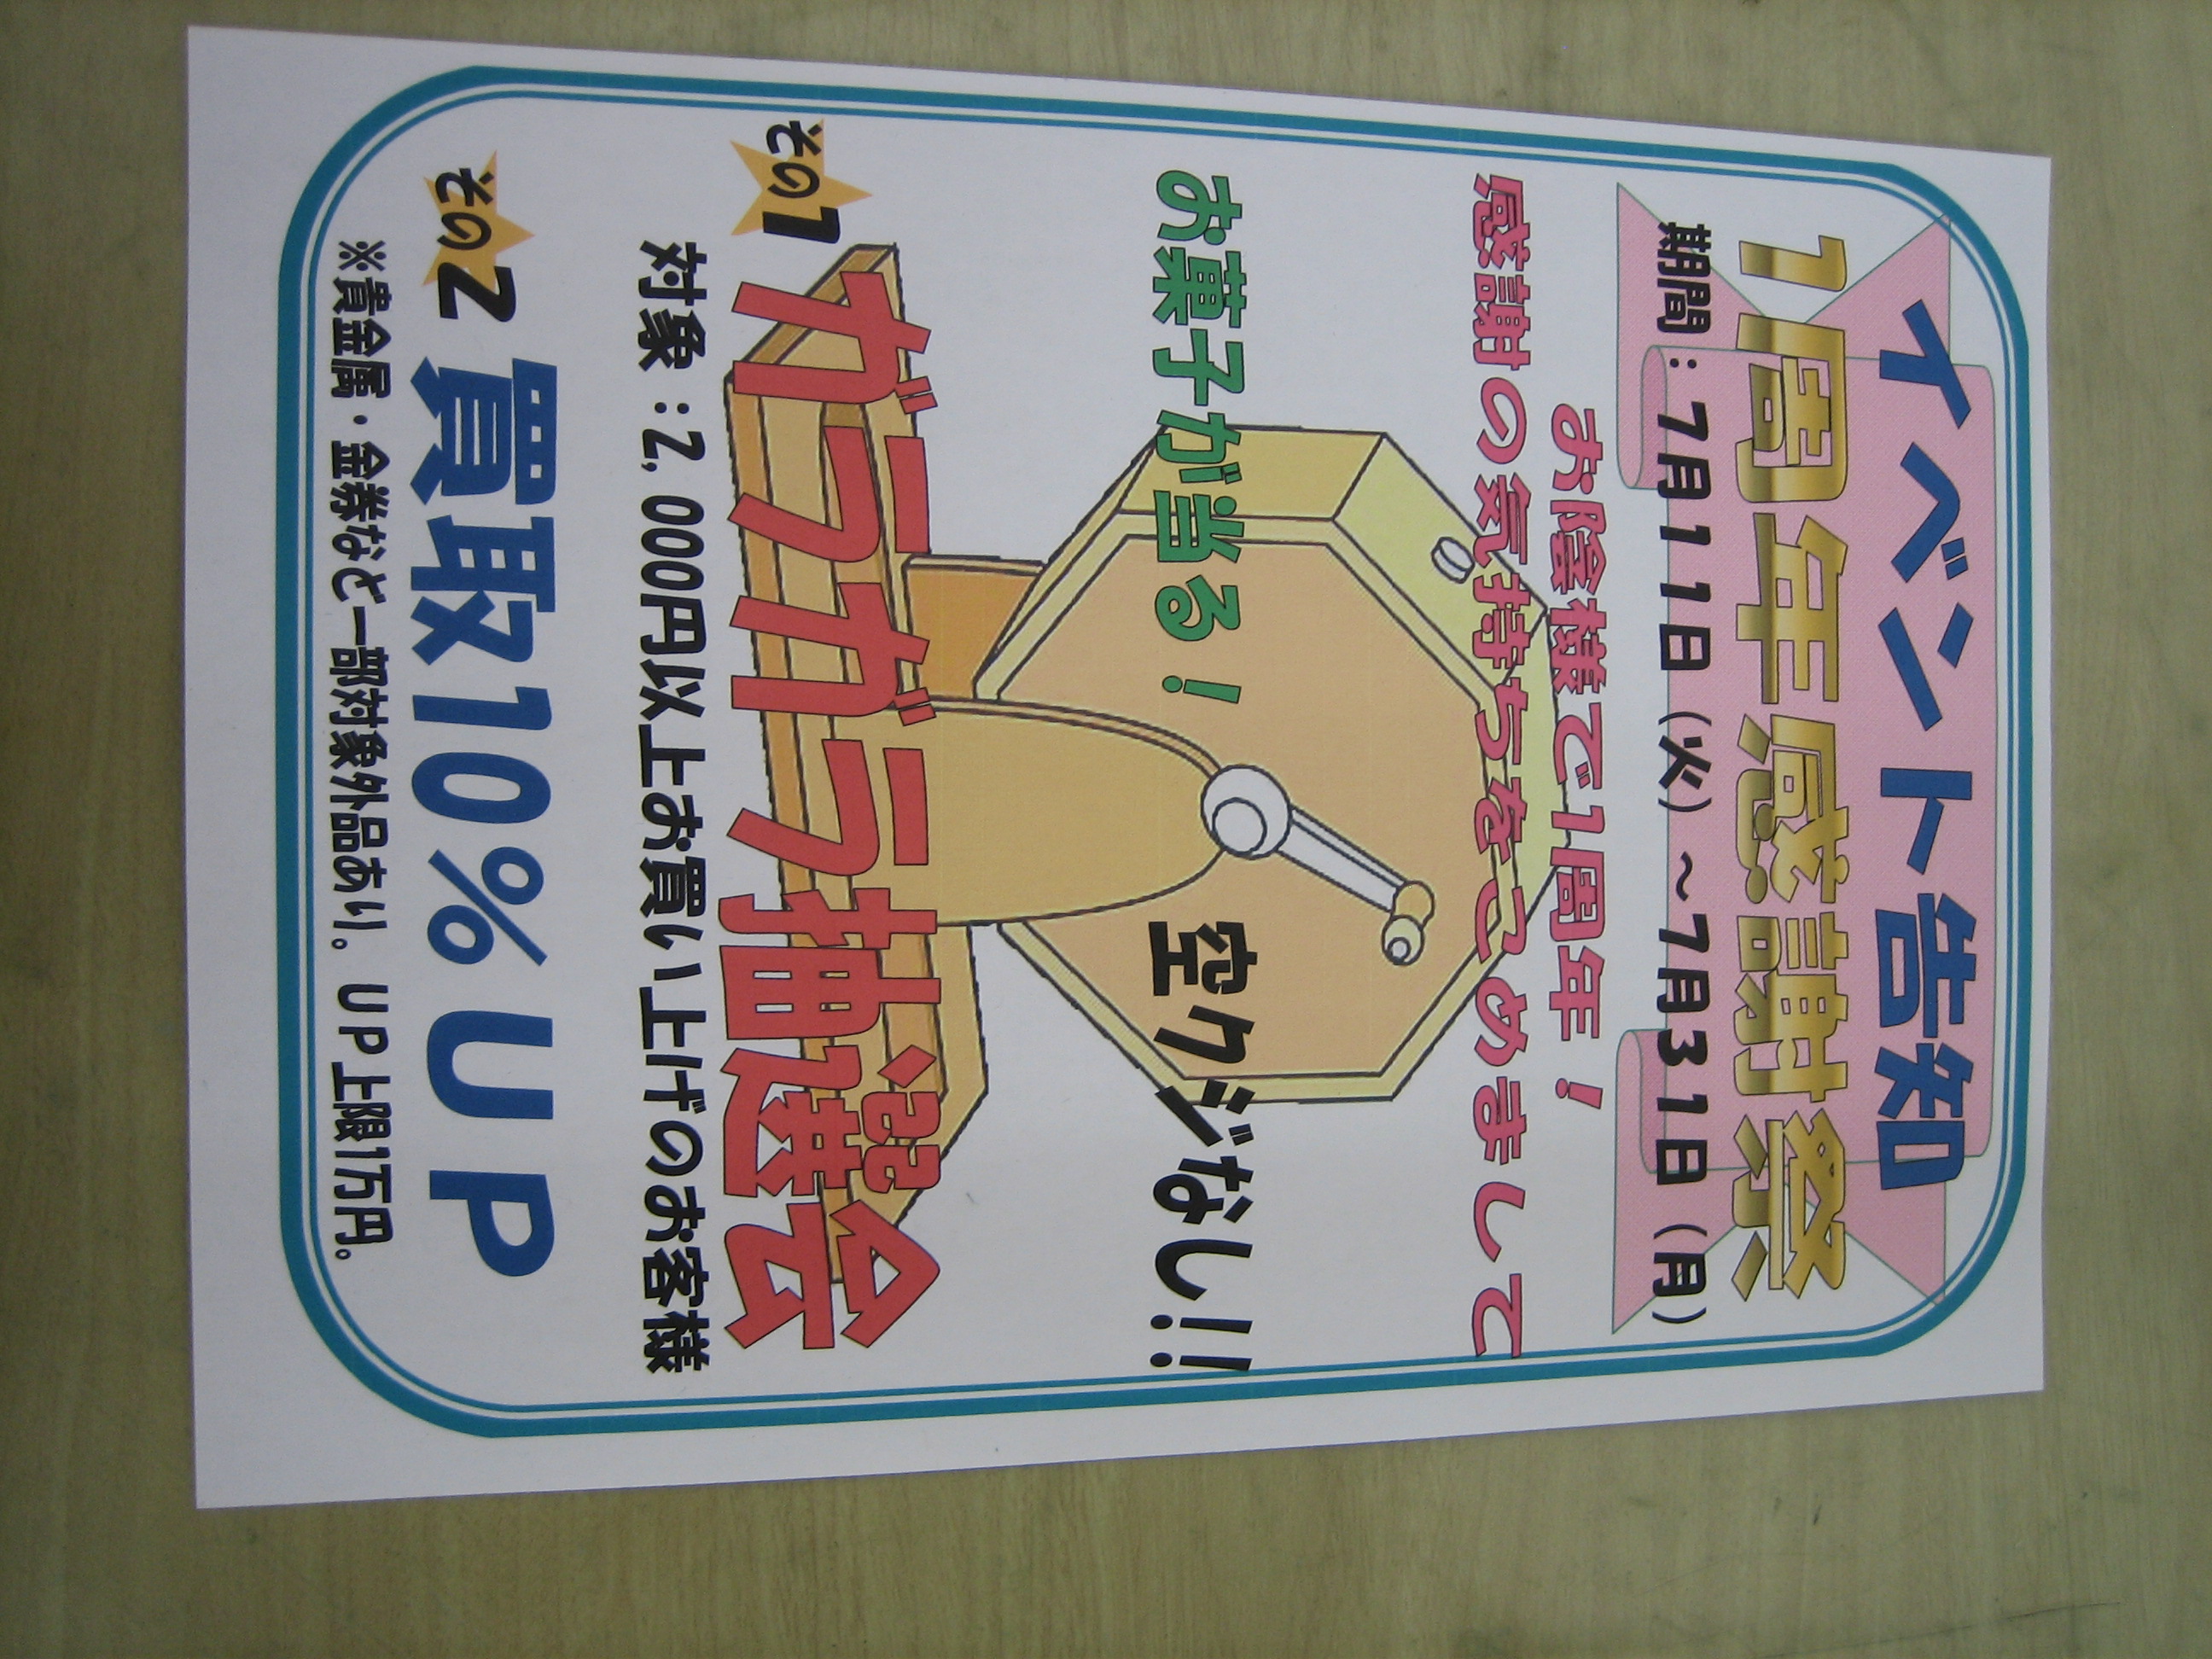 イベント告知
1周年感謝祭
期間：7月11日（火）～7月31日（月）
お陰様で1周年！
感謝の気持ちをこめまして
お菓子が当る！
空クジなし!!
その1
ガラガラ抽選会
対象：2,000円以上お買い上げのお客様
その2
買取10％UP
※貴金属・金券など一部対象外品あり。UP上限1万円。